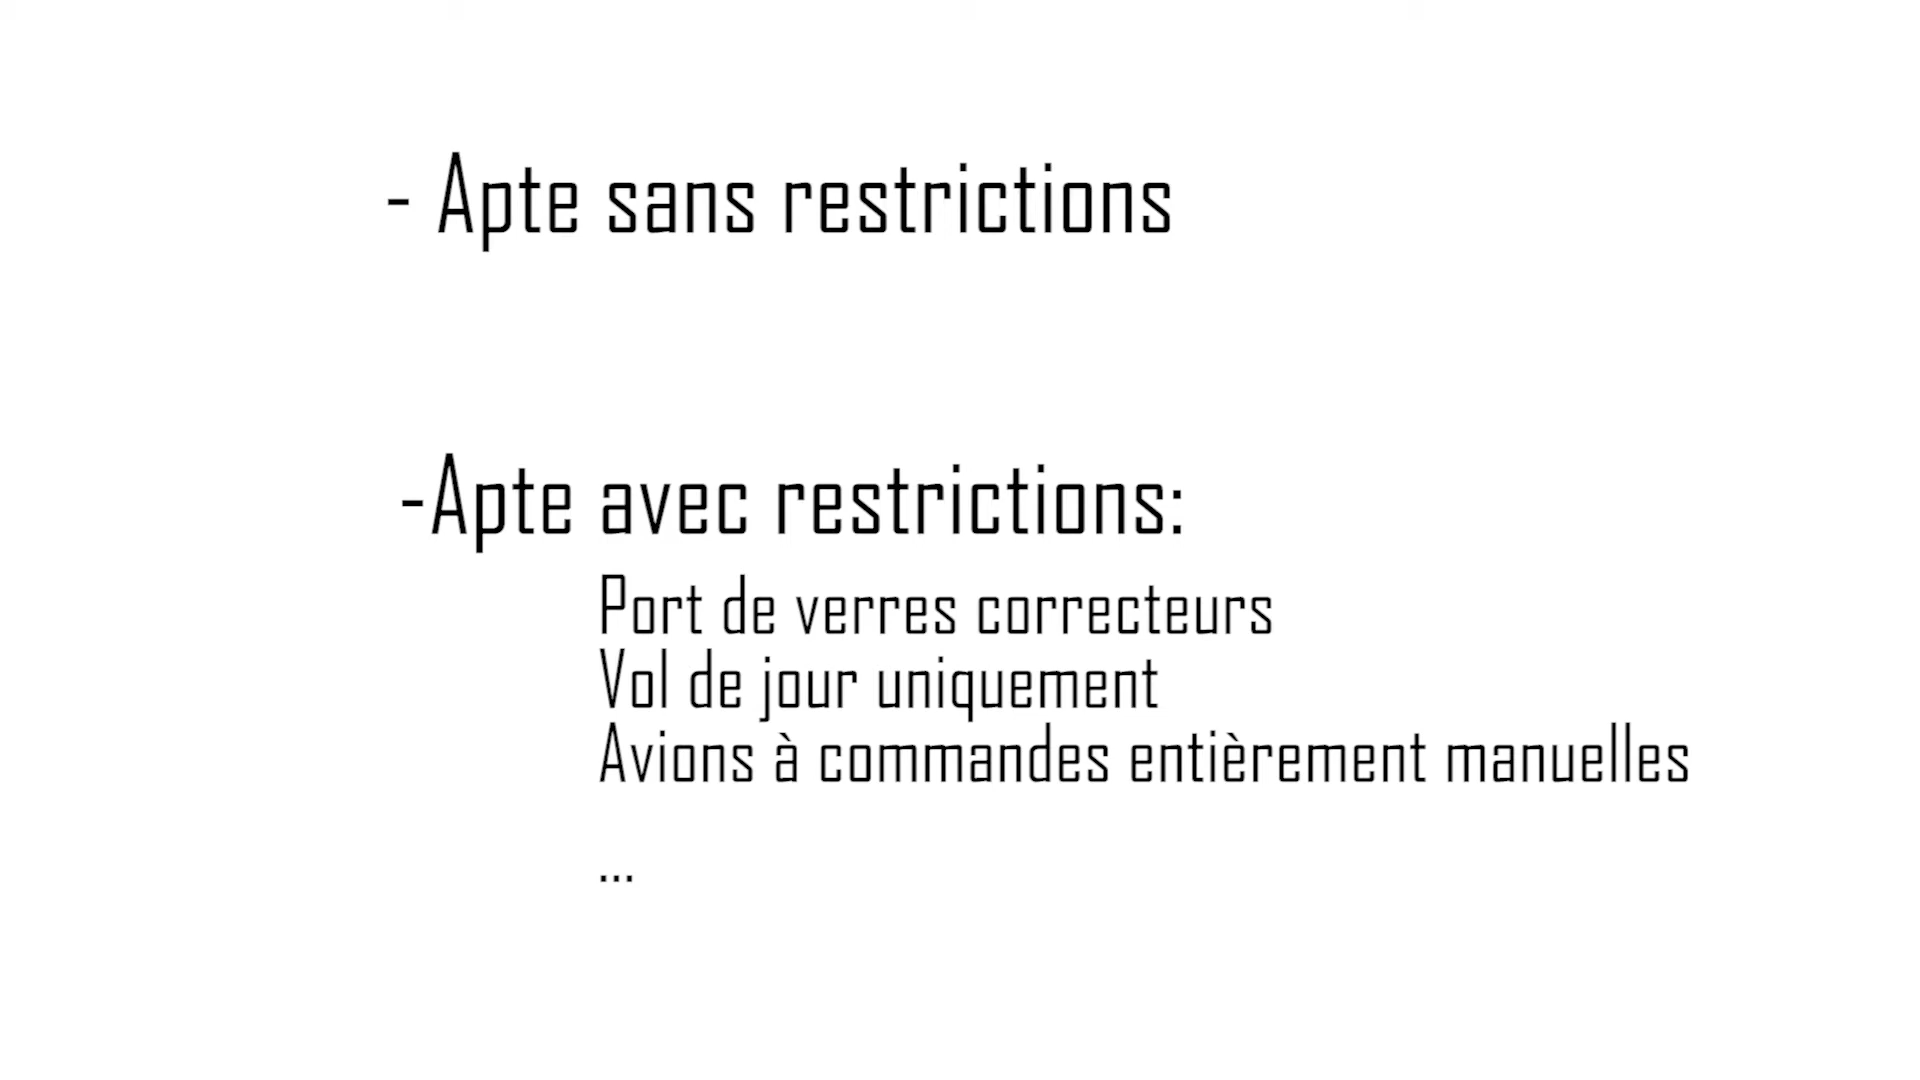 - Apte sans restrictions
-Apte avec restrictions:
Port de verres correcteurs
Vol de jour uniquement
Avions à commandes entièrement manuelles
...